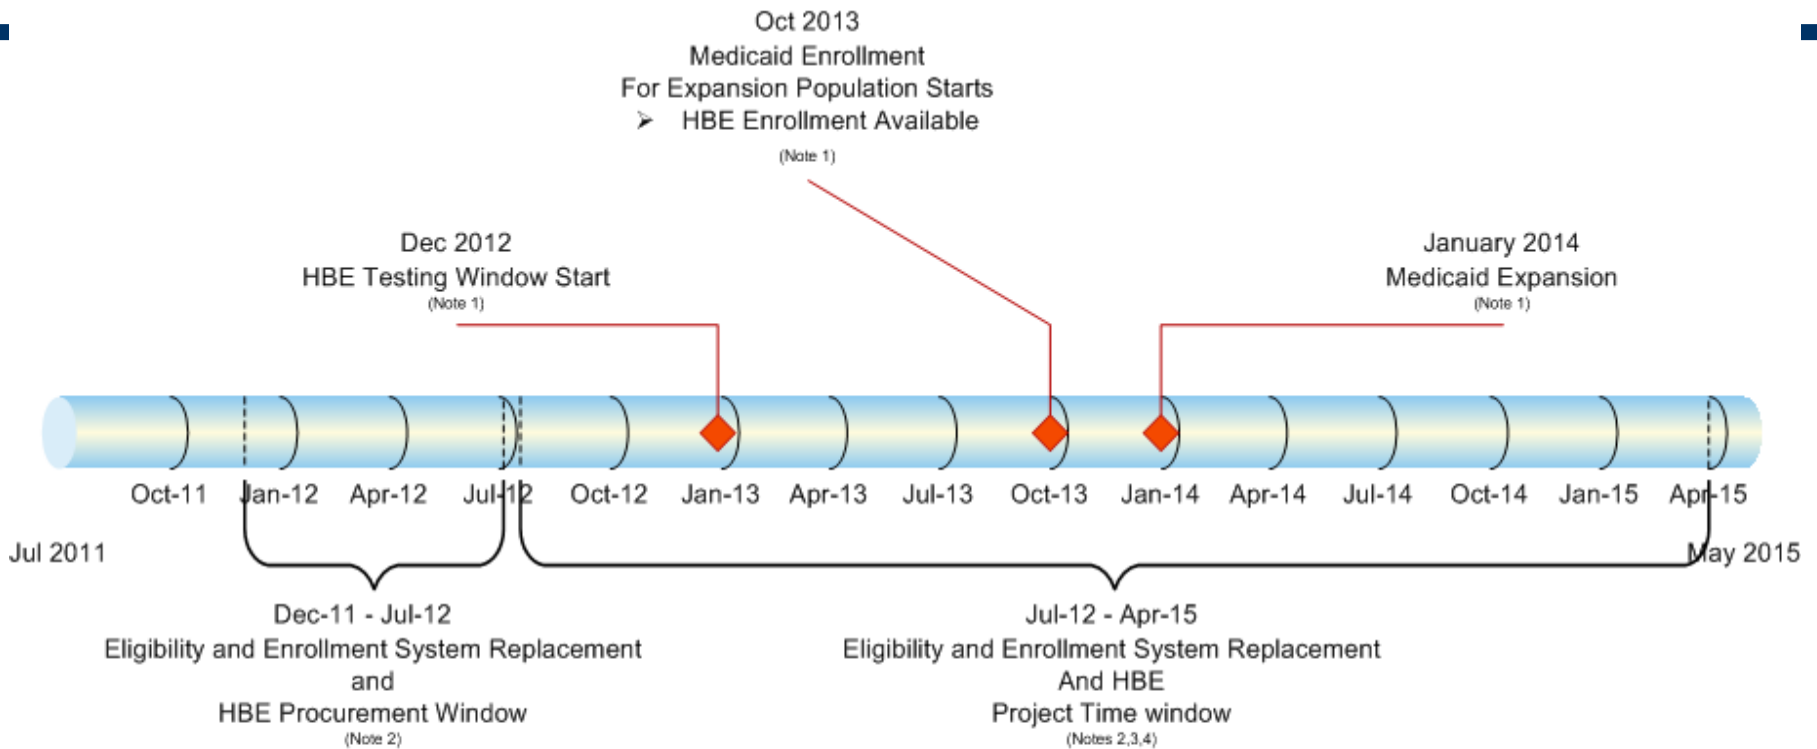 Oct 2013
Medicaid Enrollment
For Expansion Population Starts
➢ HBE Enrollment Available
(Note 1)
Dec 2012
HBE Testing Window Start
(Note 1)
January 2014
Medicaid Expansion
(Note 1)
Oct-11 Jan-12 Apr-12 Jul-12 Oct-12 Jan-13 Apr-13 Jul-13 Oct-13 Jan-14 Apr-14 Jul-14 Oct-14 Jan-15 Apr-15
Jul 2011
May 2015
Dec-11 - Jul-12
Eligibility and Enrollment System Replacement
and
HBE Procurement Window
(Note 2)
Jul-12 - Apr-15
Eligibility and Enrollment System Replacement
And HBE
Project Time window
(Notes 2,3,4)